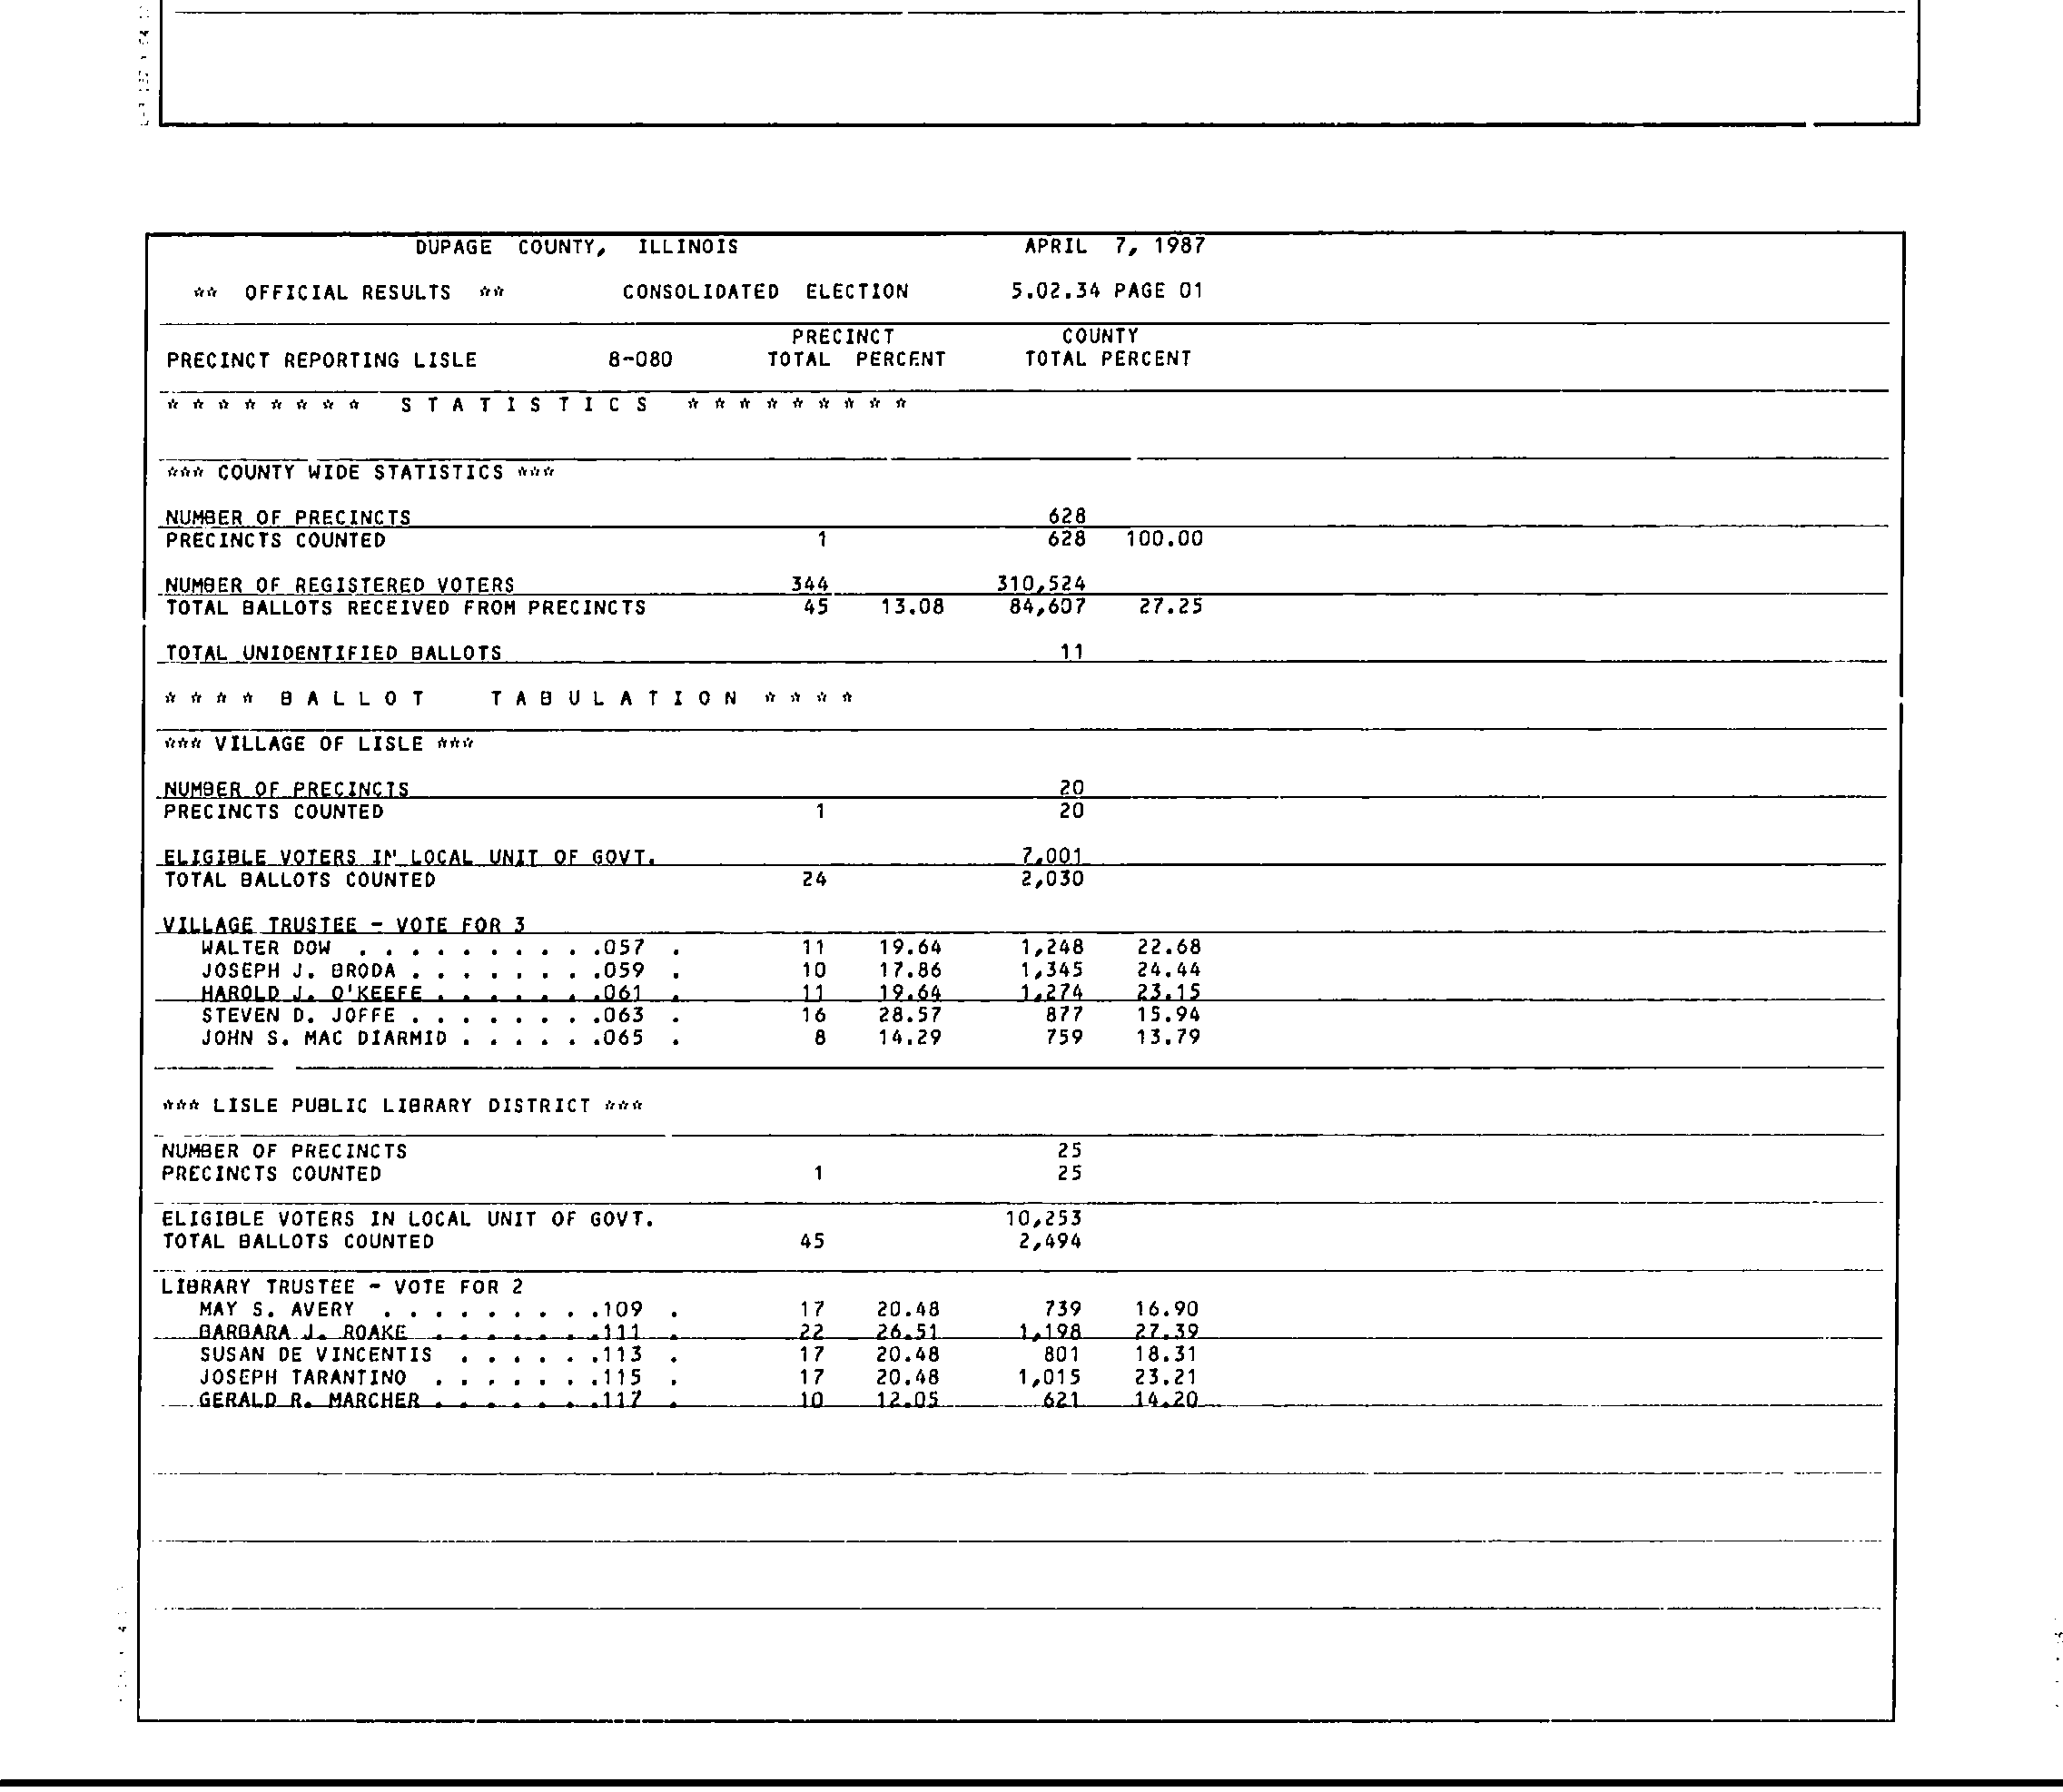 DUPAGE COUNTY, ILLINOIS APRIL 7, 1987
** OFFICIAL RESULTS ** CONSOLIDATED ELECTION 5.02.34 PAGE 01
PRECINCT COUNTY
PRECINCT REPORTING LISLE 8-080 TOTAL PERCENT TOTAL PERCENT
* * * * * * * * S T A T I S T I C S * * * * * * * * *
*** COUNTY WIDE STATISTICS ***
NUMBER OF PRECINCTS 628
PRECINCTS COUNTED 1 628 100.00
NUMBER OF REGISTERED VOTERS 344 310,524
TOTAL BALLOTS RECEIVED FROM PRECINCTS 45 13.08 84,607 27.25
TOTAL UNIDENTIFIED BALLOTS 11
* * * * B A L L O T T A B U L A T I O N * * * *
*** VILLAGE OF LISLE ***
NUMBER OF PRECINCTS 20
PRECINCTS COUNTED 1 20
ELIGIBLE VOTERS IN LOCAL UNIT OF GOVT. 7,001
TOTAL BALLOTS COUNTED 24 2,030
VILLAGE TRUSTEE - VOTE FOR 3
WALTER DOW . . . . . . . . . .057 . 11 19.64 1,248 22.68
JOSEPH J. BRODA . . . . . . . .059 . 10 17.86 1,345 24.44
HAROLD J. O'KEEFE . . . . . . .061 . 11 19.64 1,274 23.15
STEVEN D. JOFFE . . . . . . . .063 . 16 28.57 877 15.94
JOHN S. MAC DIARMID . . . . . .065 . 8 14.29 759 13.79
*** LISLE PUBLIC LIBRARY DISTRICT ***
NUMBER OF PRECINCTS 25
PRECINCTS COUNTED 1 25
ELIGIBLE VOTERS IN LOCAL UNIT OF GOVT. 10,253
TOTAL BALLOTS COUNTED 45 2,494
LIBRARY TRUSTEE - VOTE FOR 2
MAY S. AVERY . . . . . . . . .109 . 17 20.48 739 16.90
BARBARA J. ROAKE . . . . . . .111 . 22 26.51 1,198 27.39
SUSAN DE VINCENTIS . . . . . .113 . 17 20.48 801 18.31
JOSEPH TARANTINO . . . . . . .115 . 17 20.48 1,015 23.21
GERALD R. MARCHER . . . . . . .117 . 10 12.05 621 14.20